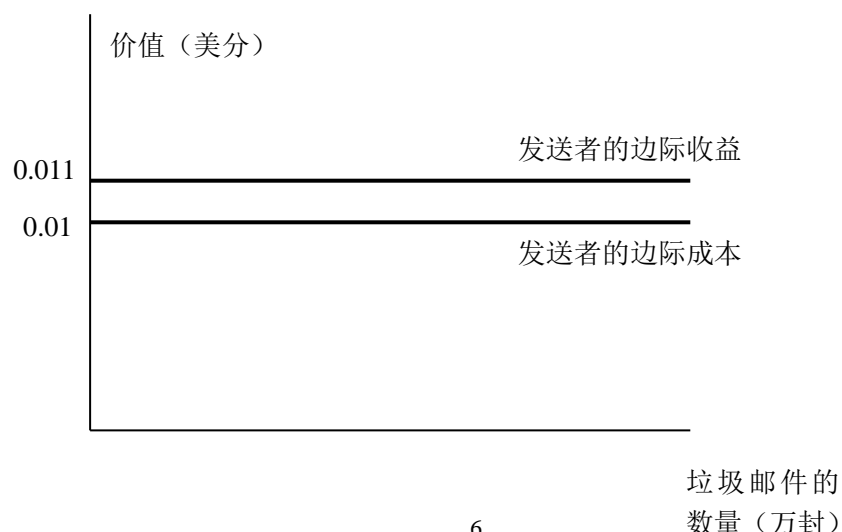 价值（美分）
发送者的边际收益
0.011
0.01
发送者的边际成本
垃圾邮件的
数量（万封）
6